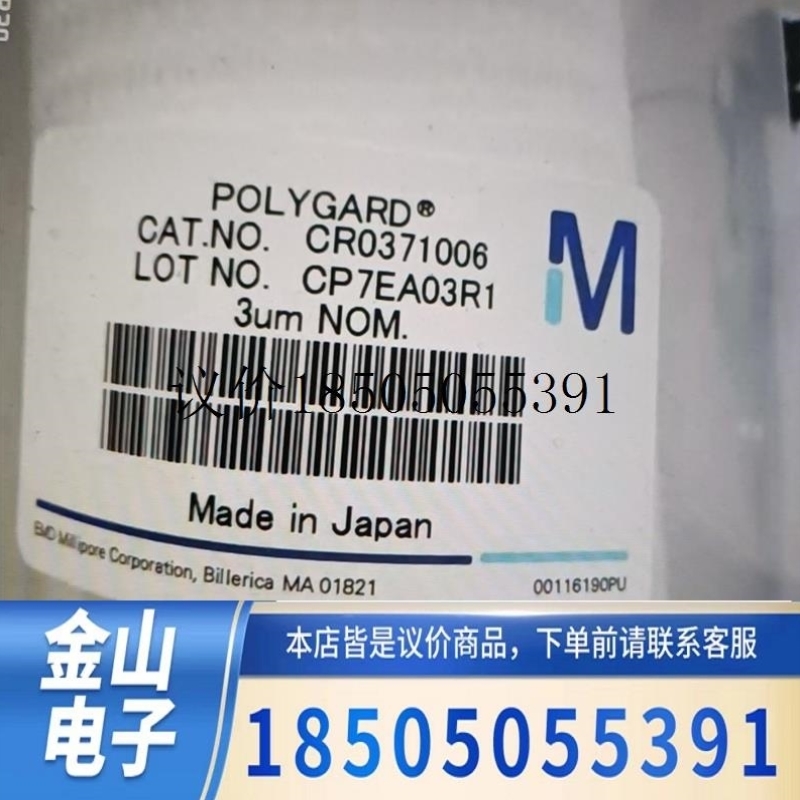 POLYGARD®
CAT.NO. CR0371006
LOT NO. CP7EA03R1
3um NOM.
议价18505055391
Made in Japan
EMD Millipore Corporation, Billerica MA 01821
00116190PU
金山
电子
本店皆是议价商品，下单前请联系客服
18505055391